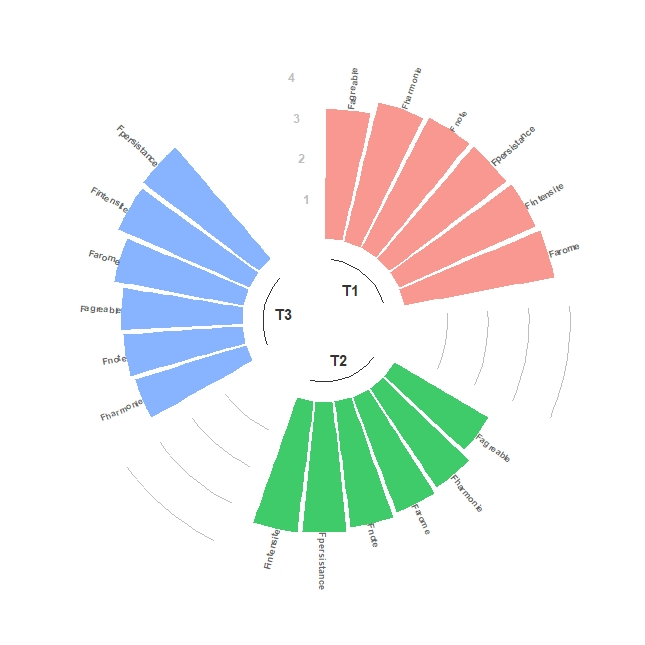 4
3
2
1
Fagreable
Fharmonie
Fnote
Fpersistance
Fintensite
Farome
T1
Fagreable
Fharmonie
Farome
Fnote
Fpersistance
Fintensite
T2
Fharmonie
Fnote
Fagreable
Farome
Fintensite
Fpersistance
T3